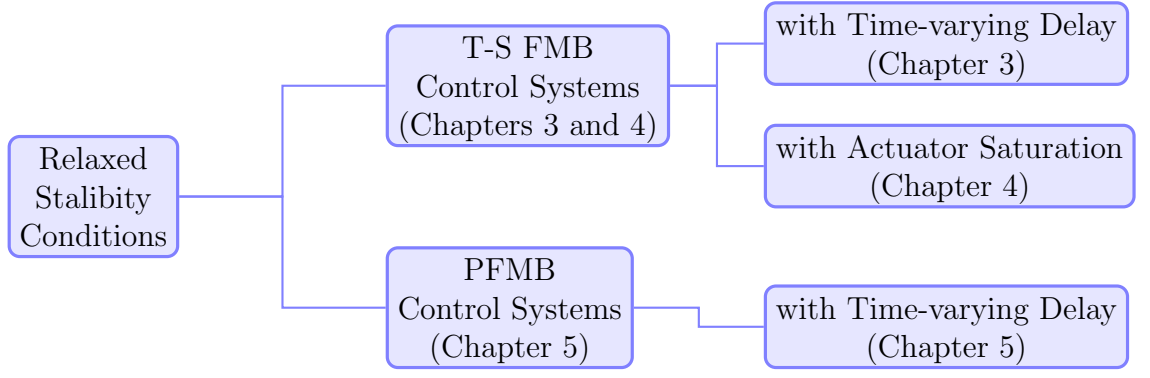 Relaxed
Stalibity
Conditions
T-S FMB
Control Systems
(Chapters 3 and 4)
with Time-varying Delay
(Chapter 3)
with Actuator Saturation
(Chapter 4)
PFMB
Control Systems
(Chapter 5)
with Time-varying Delay
(Chapter 5)